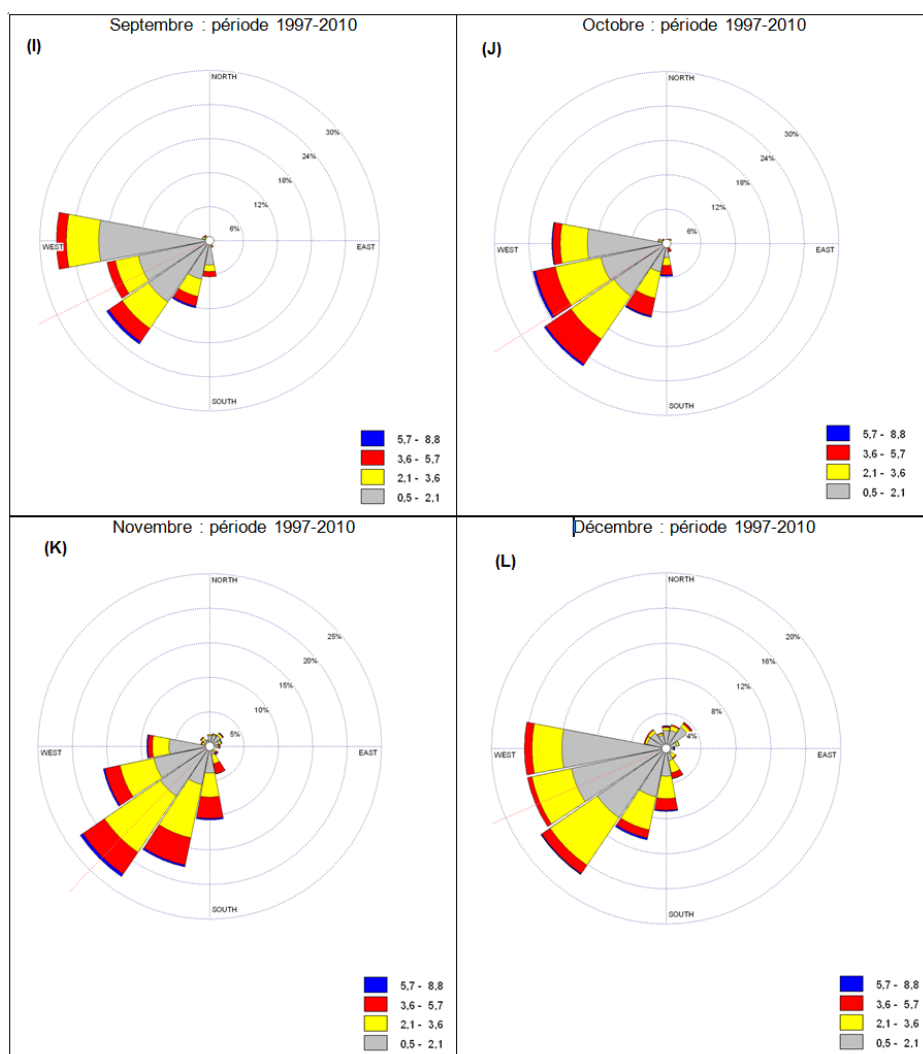 Septembre : période 1997-2010
(I)
NORTH
30%
24%
18%
12%
6%
WEST
EAST
SOUTH
5,7 - 8,8
3,6 - 5,7
2,1 - 3,6
0,5 - 2,1
Octobre : période 1997-2010
(J)
NORTH
30%
24%
18%
12%
6%
WEST
EAST
SOUTH
5,7 - 8,8
3,6 - 5,7
2,1 - 3,6
0,5 - 2,1
Novembre : période 1997-2010
(K)
NORTH
25%
20%
15%
10%
5%
WEST
EAST
SOUTH
5,7 - 8,8
3,6 - 5,7
2,1 - 3,6
0,5 - 2,1
Décembre : période 1997-2010
(L)
NORTH
20%
16%
12%
8%
4%
WEST
EAST
SOUTH
5,7 - 8,8
3,6 - 5,7
2,1 - 3,6
0,5 - 2,1